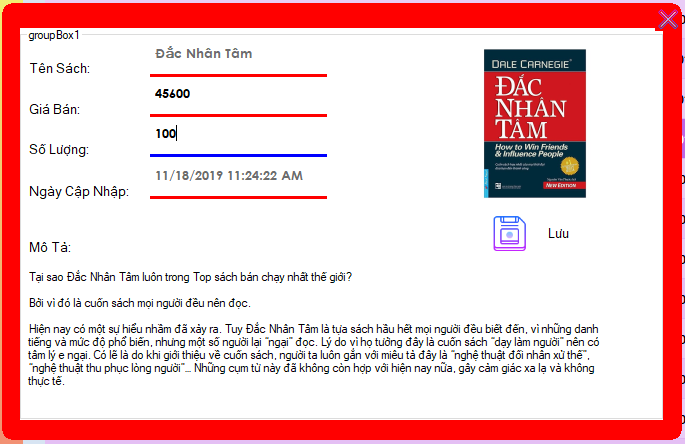 groupBox1
Tên Sách: Đắc Nhân Tâm
Giá Bán: 45600
Số Lượng: 100
Ngày Cập Nhập: 11/18/2019 11:24:22 AM
DALE CARNEGIE
ĐẮC
NHÂN
TÂM
How to Win Friends
& Influence People
NEW EDITION
Lưu
Mô Tả:
Tại sao Đắc Nhân Tâm luôn trong Top sách bán chạy nhất thế giới?
Bởi vì đó là cuốn sách mọi người đều nên đọc.
Hiện nay có một sự hiểu nhầm đã xảy ra. Tuy Đắc Nhân Tâm là tựa sách hầu hết mọi người đều biết đến, vì những danh
tiếng và mức độ phổ biến, nhưng một số người lại “ngại” đọc. Lý do vì họ tưởng đây là cuốn sách “dạy làm người” nên có
tâm lý e ngại. Có lẽ là do khi giới thiệu về cuốn sách, người ta luôn gắn với miêu tả đây là “nghệ thuật đối nhân xử thế”,
“nghệ thuật thu phục lòng người”... Những cụm từ này đã không còn hợp với hiện nay nữa, gây cảm giác xa lạ và không
thực tế.